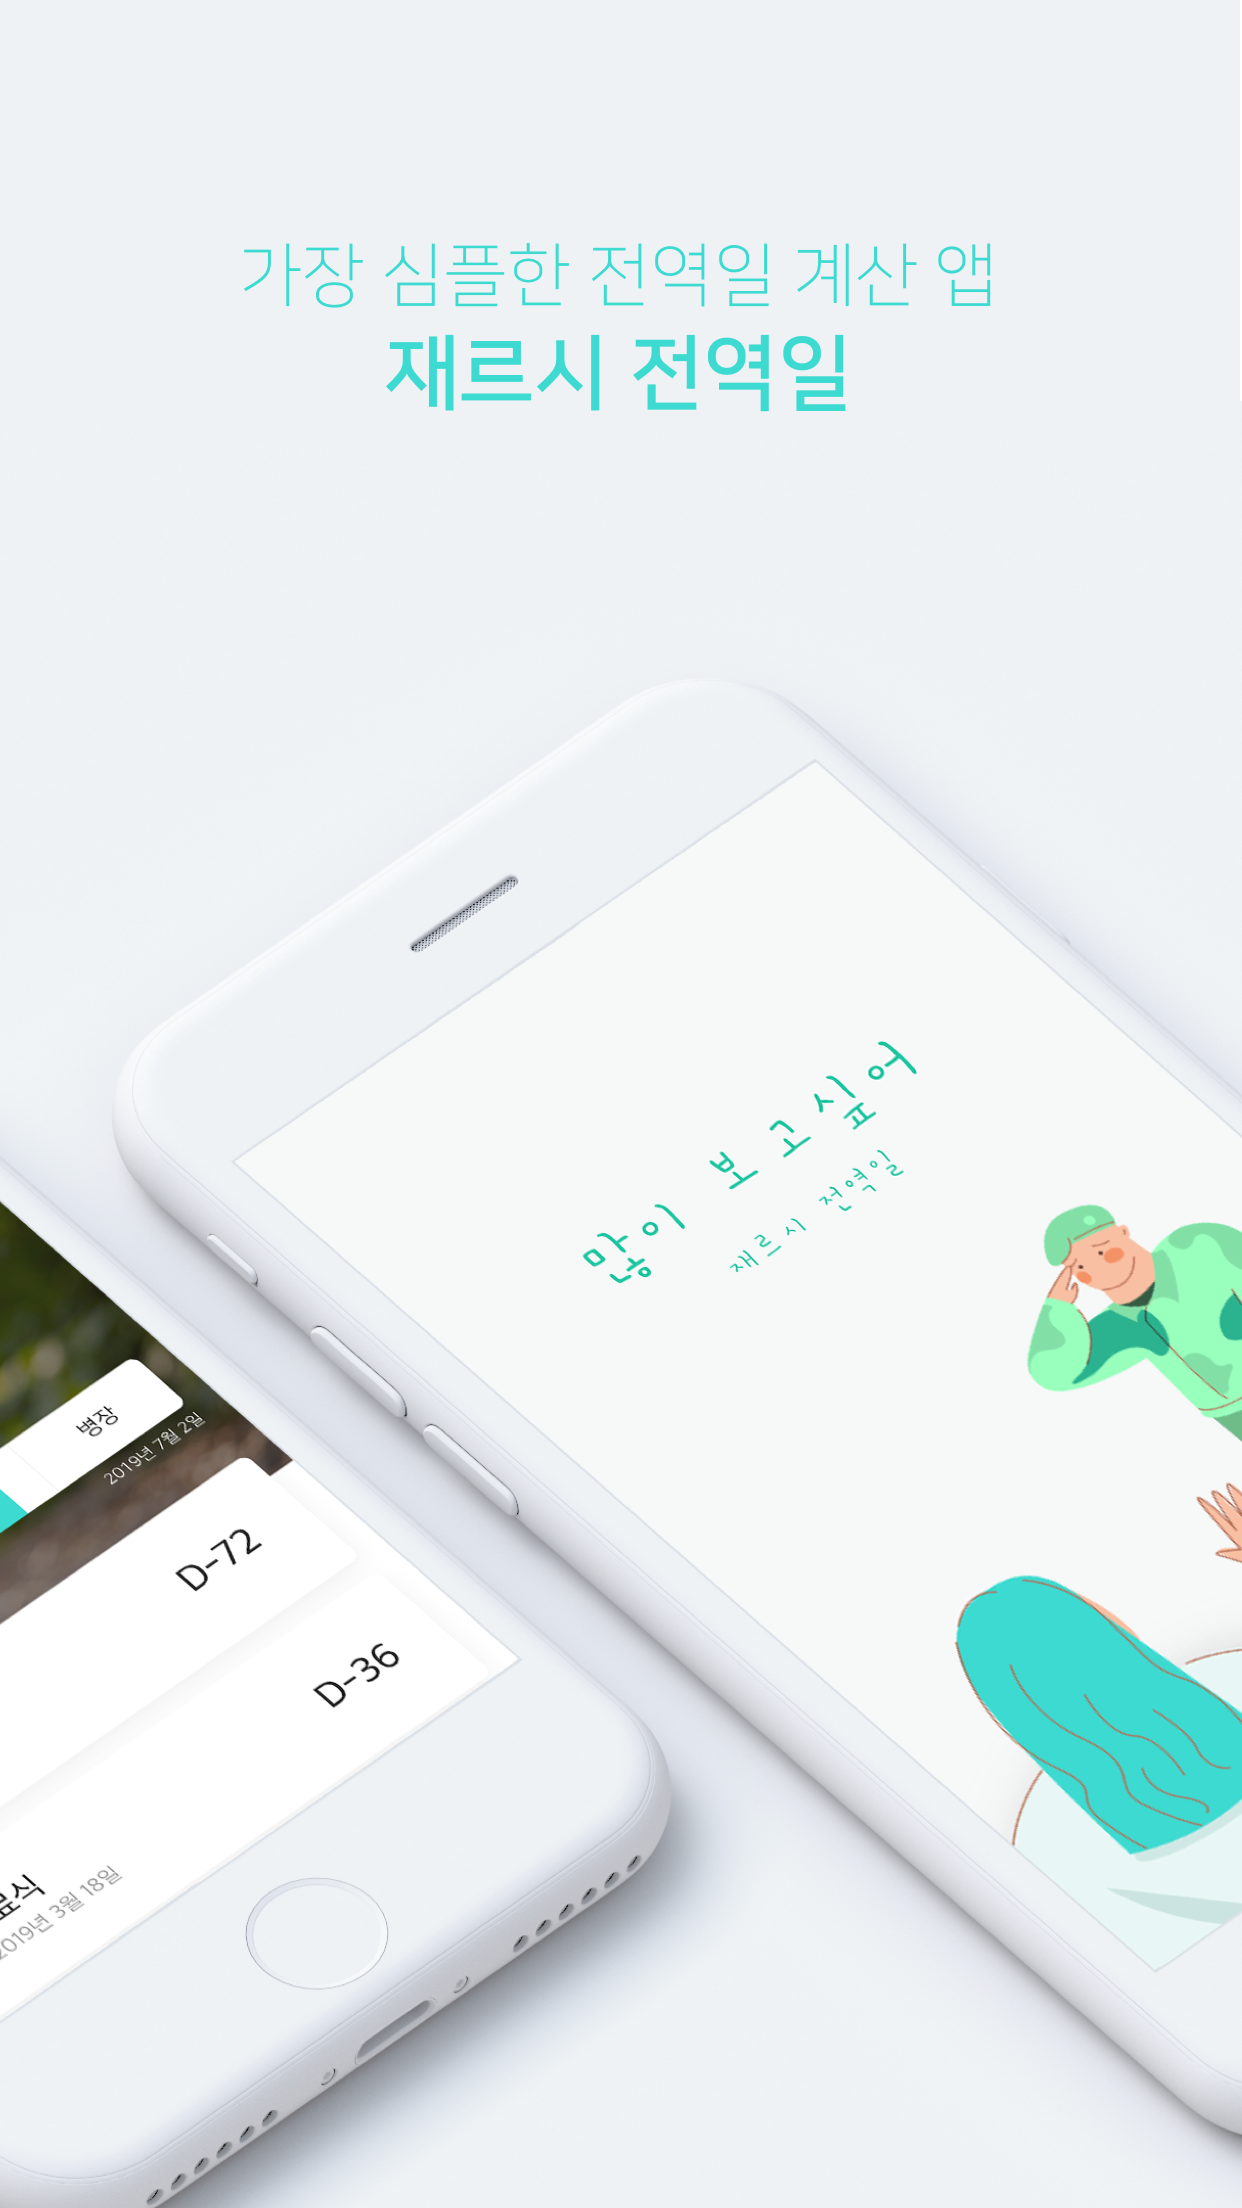 가장 심플한 전역일 계산 앱
재르시 전역일
많이 보고싶어
재르시 전역일
병장
2019년 7월 2일
D-72
D-36
료식
2019년 3월 18일